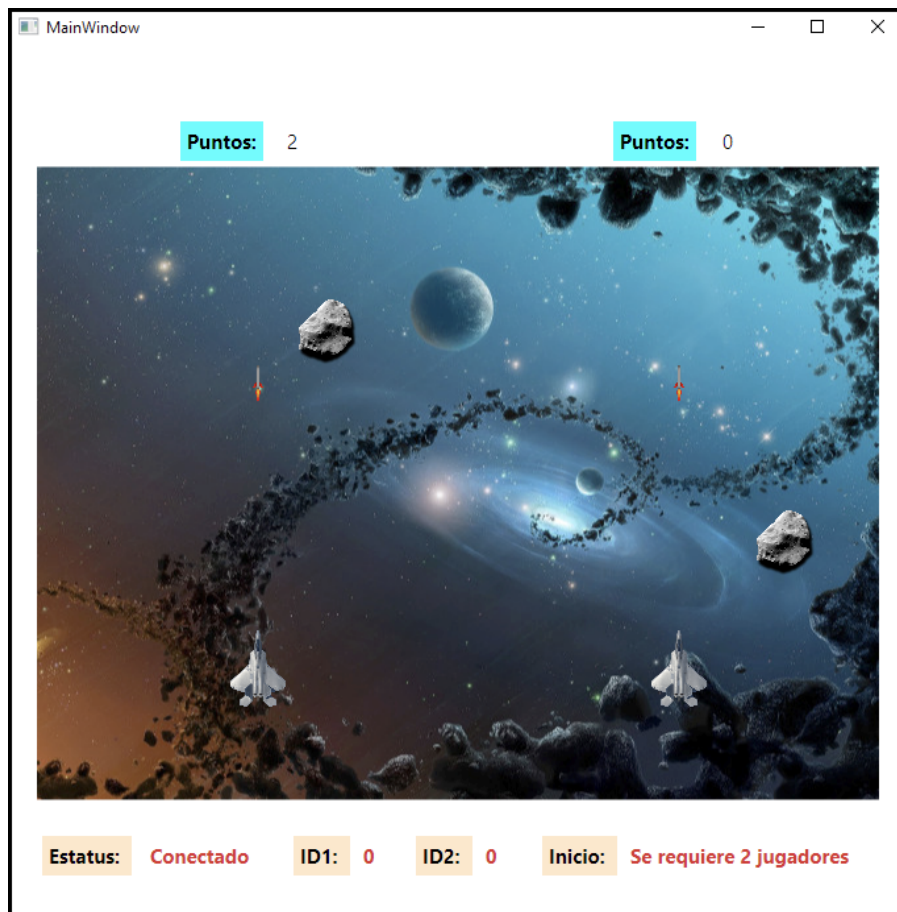 MainWindow
Puntos: 2 Puntos: 0
Estatus: Conectado ID1: 0 ID2: 0 Inicio: Se requiere 2 jugadores